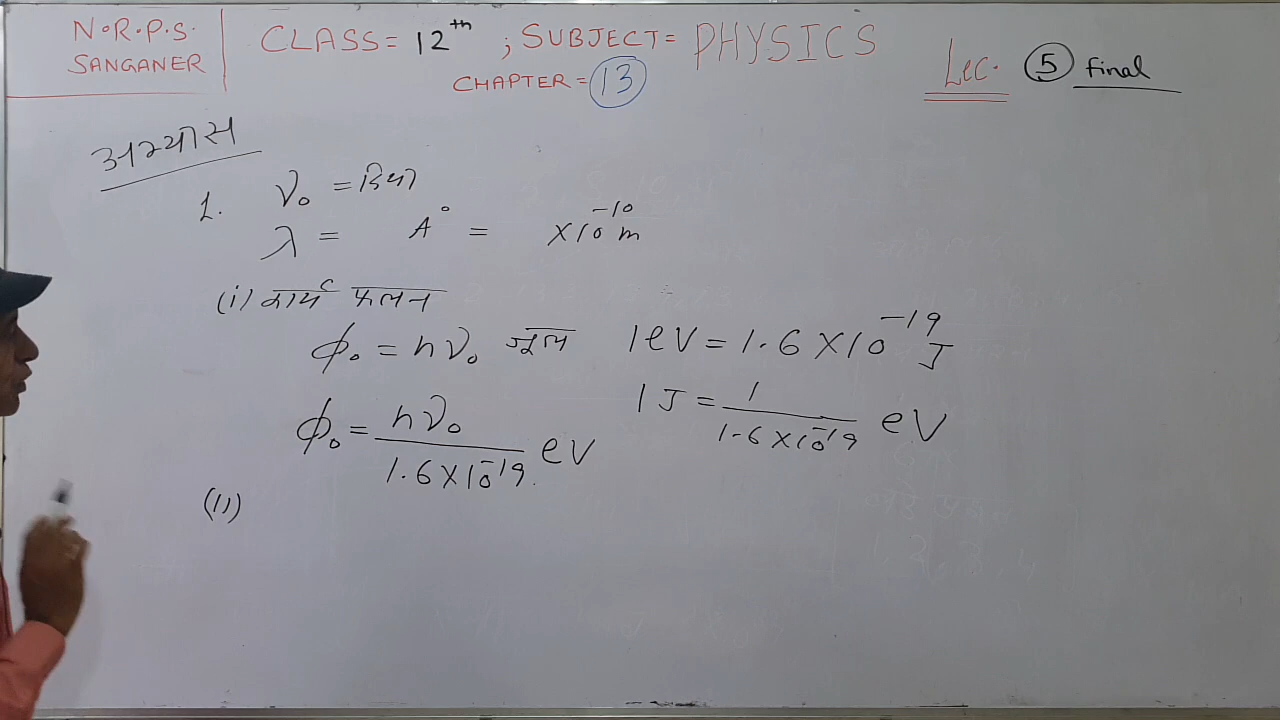 N.R.P.S.
SANGANER
CLASS = 12th ; SUBJECT = PHYSICS
CHAPTER = 13
Lec. 5 Final
अभ्यास
1. ν₀ = दिया
λ = A° = ×10⁻¹⁰ m
(i) कार्य फलन
ϕ₀ = hν₀ जूल 1eV = 1.6 × 10⁻¹⁹ J
ϕ₀ = hν₀ / 1.6×10⁻¹⁹ eV 1 J = 1 / 1.6×10⁻¹⁹ eV
(II)